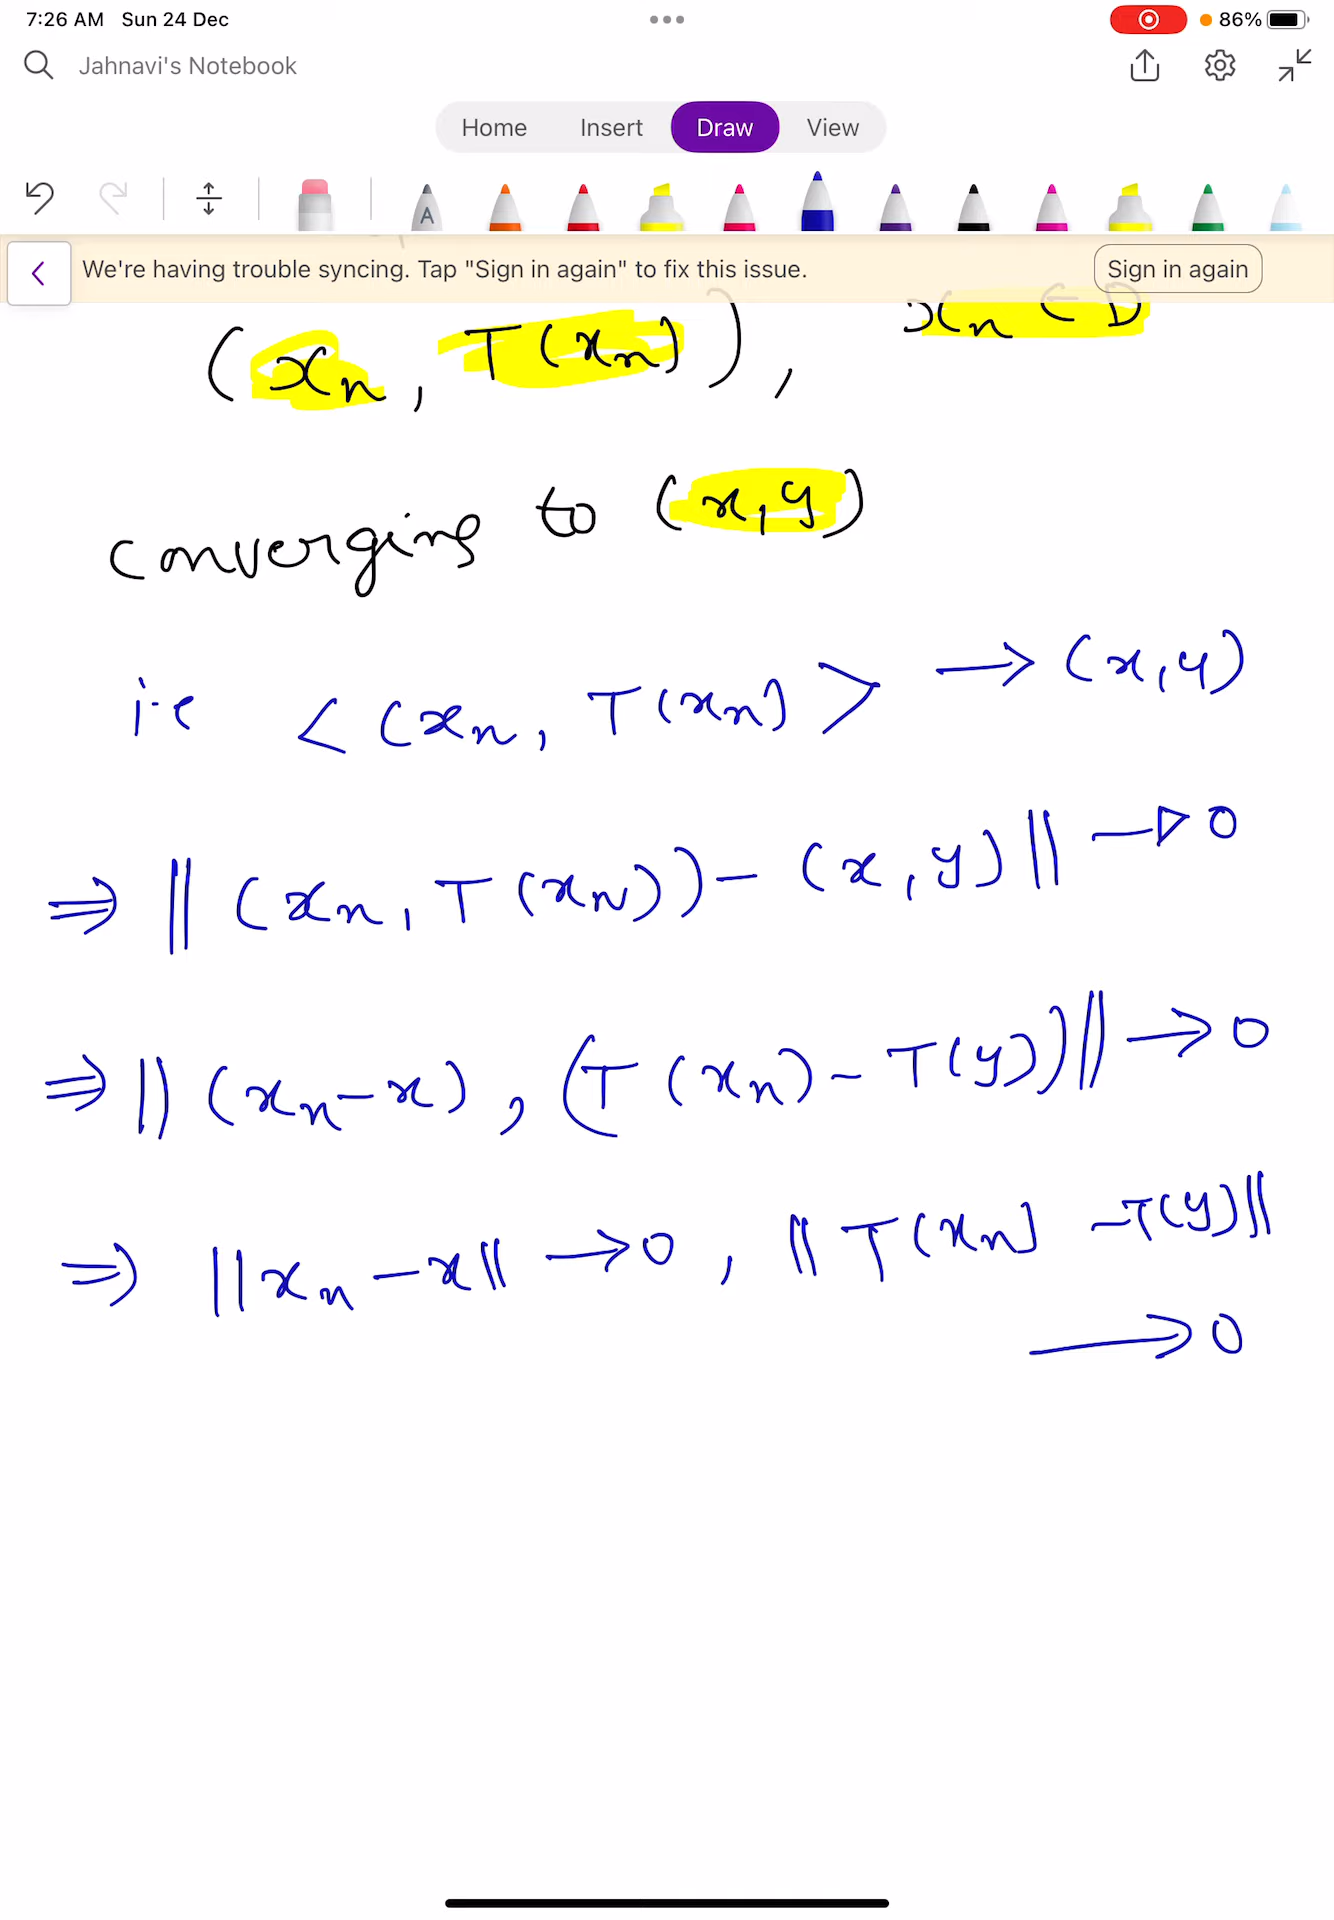 7:26 AM Sun 24 Dec
86%
Jahnavi's Notebook
Home Insert Draw View
A
We're having trouble syncing. Tap "Sign in again" to fix this issue.
Sign in again
(xn, T(xn)), xn ∈ D
converging to (x,y)
i.e <(xn, T(xn)> → (x,y)
⇒ ‖(xn, T(xn))-(x,y)‖ → 0
⇒ ‖(xn-x), (T(xn)-T(y))‖ → 0
⇒ ‖xn-x‖ → 0, ‖T(xn) -T(y)‖
→ 0